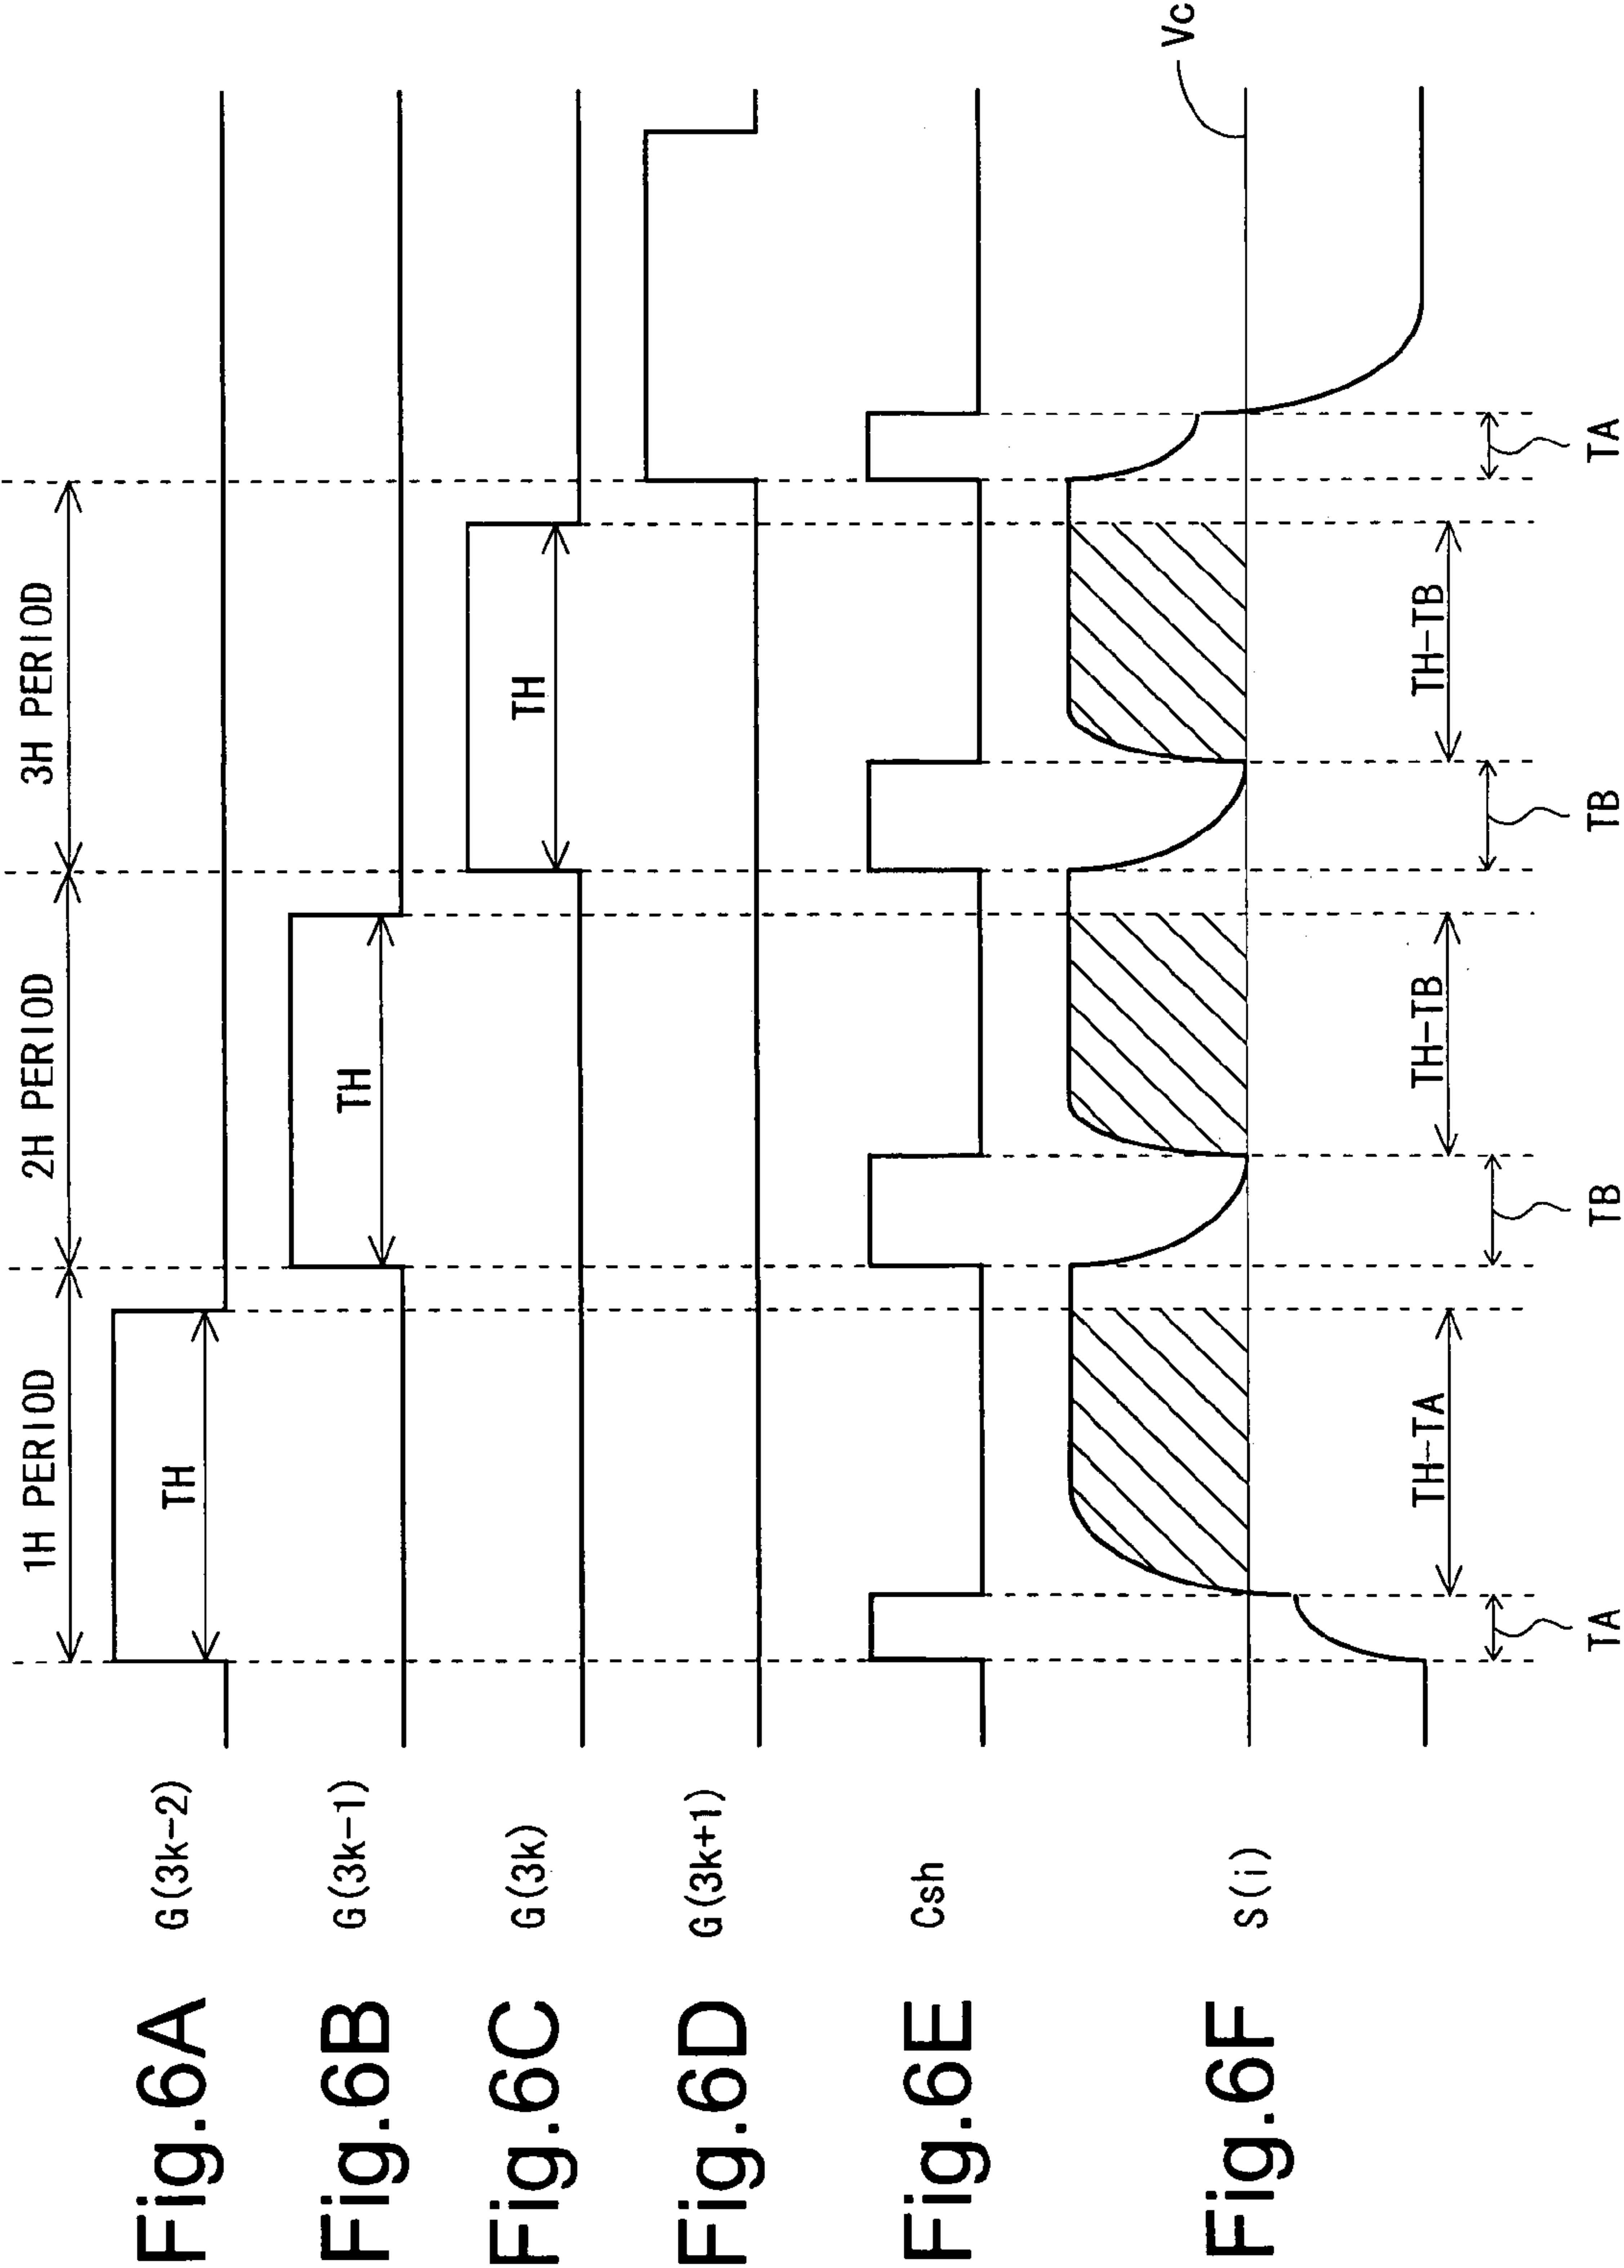 1H PERIOD 2H PERIOD 3H PERIOD
Fig.6A G(3k-2) TH
Fig.6B G(3k-1) TH
Fig.6C G(3k) TH
Fig.6D G(3k+1)
Fig.6E Csh
Vc
Fig.6F S(i)
TH-TA TH-TB TH-TB
TA TB TB TA